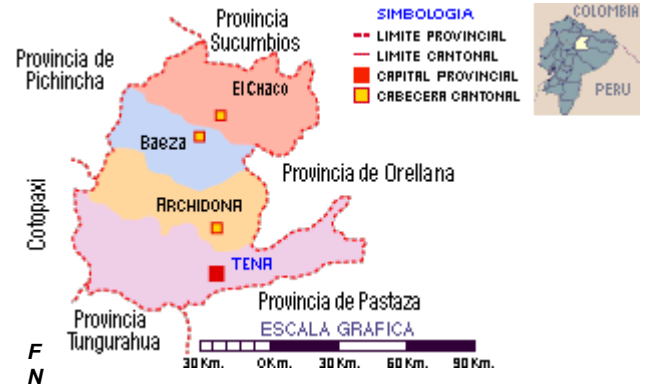 Provincia
Sucumbios
Provincia de
Pichincha
SIMBOLOGIA
LIMITE PROVINCIAL
LIMITE CANTONAL
CAPITAL PROVINCIAL
CABECERA CANTONAL
COLOMBIA
PERU
El Chaco
Baeza
Provincia de Orellana
Cotopaxi
ARCHIDONA
TENA
Provincia de Pastaza
Provincia
Tungurahua
ESCALA GRAFICA
30 Km. 0 Km. 30 Km. 60 Km. 90 Km.
F
N